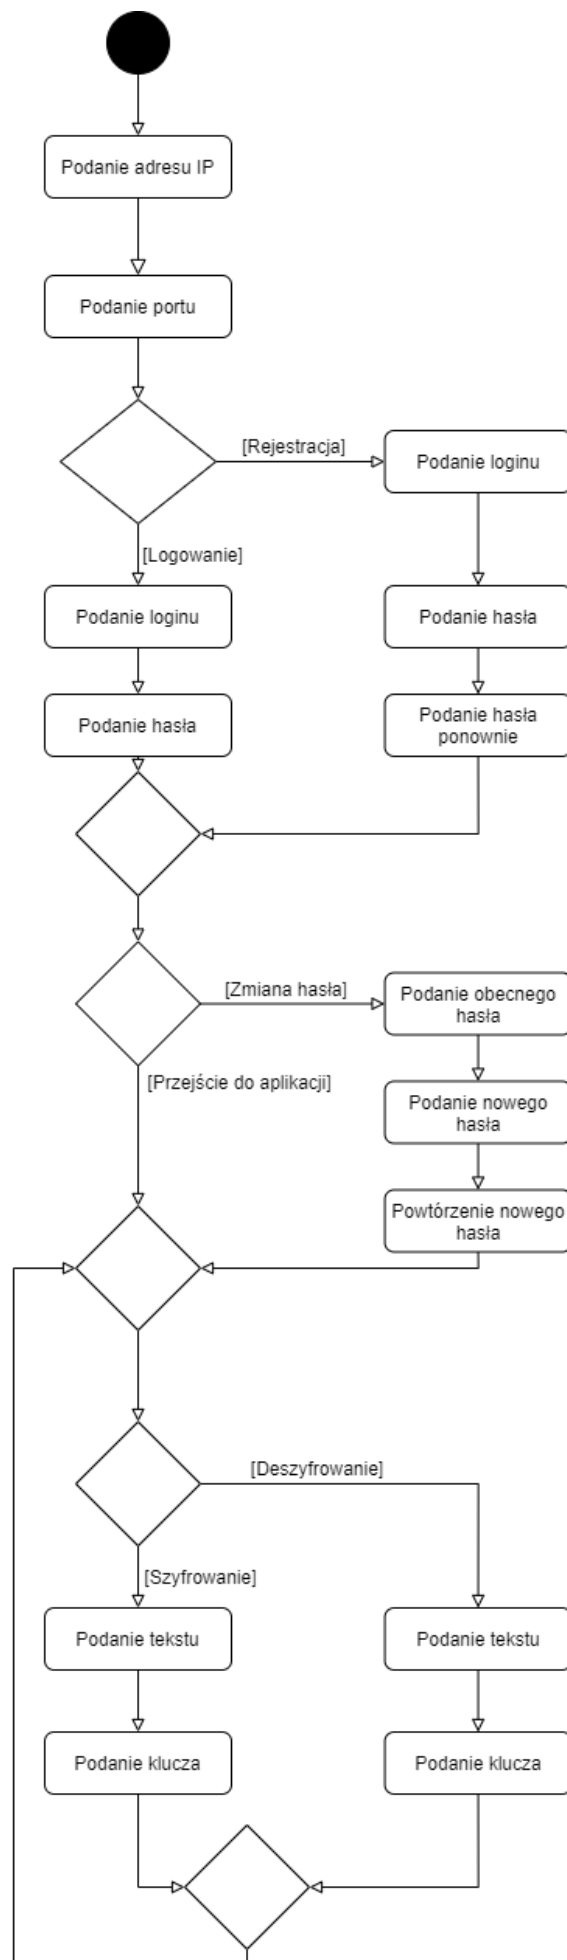 Podanie adresu IP
Podanie portu
[Rejestracja]
Podanie loginu
[Logowanie]
Podanie loginu
Podanie hasła
Podanie hasła
Podanie hasła
ponownie
[Zmiana hasła]
Podanie obecnego
hasła
[Przejście do aplikacji]
Podanie nowego
hasła
Powtórzenie nowego
hasła
[Deszyfrowanie]
[Szyfrowanie]
Podanie tekstu
Podanie tekstu
Podanie klucza
Podanie klucza